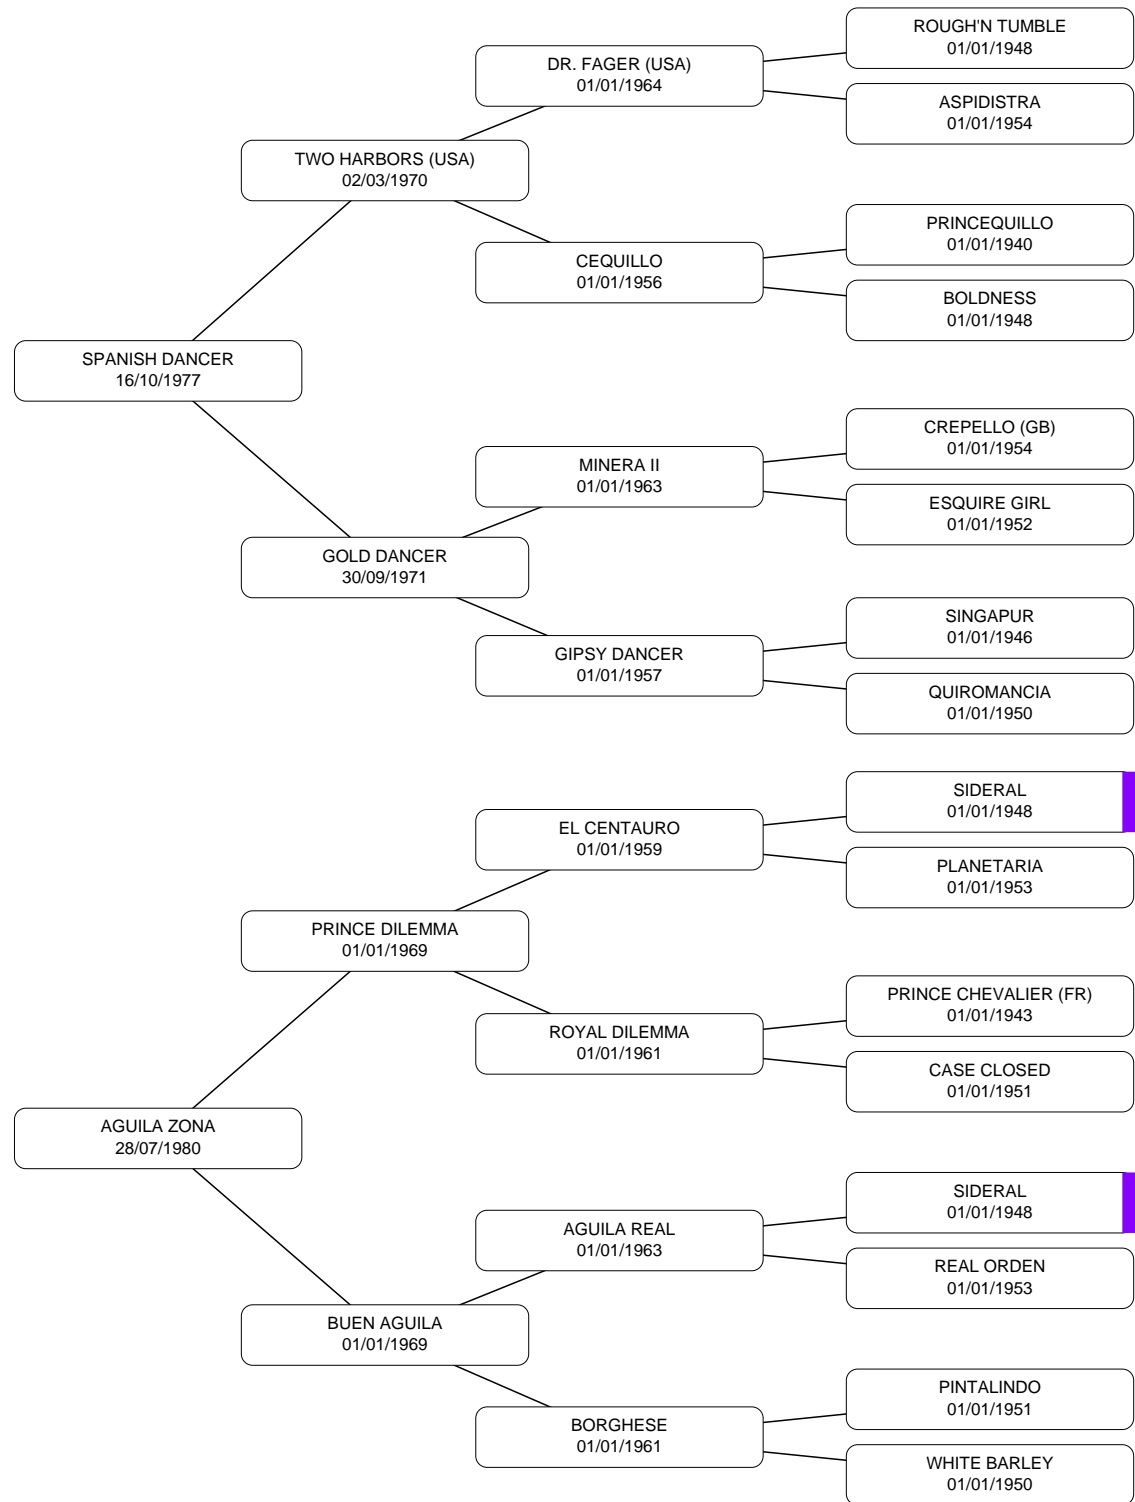 ROUGH'N TUMBLE
01/01/1948
DR. FAGER (USA)
01/01/1964
ASPIDISTRA
01/01/1954
TWO HARBORS (USA)
02/03/1970
PRINCEQUILLO
01/01/1940
CEQUILLO
01/01/1956
BOLDNESS
01/01/1948
SPANISH DANCER
16/10/1977
CREPELLO (GB)
01/01/1954
MINERA II
01/01/1963
ESQUIRE GIRL
01/01/1952
GOLD DANCER
30/09/1971
SINGAPUR
01/01/1946
GIPSY DANCER
01/01/1957
QUIROMANCIA
01/01/1950
SIDERAL
01/01/1948
EL CENTAURO
01/01/1959
PLANETARIA
01/01/1953
PRINCE DILEMMA
01/01/1969
PRINCE CHEVALIER (FR)
01/01/1943
ROYAL DILEMMA
01/01/1961
CASE CLOSED
01/01/1951
AGUILA ZONA
28/07/1980
SIDERAL
01/01/1948
AGUILA REAL
01/01/1963
REAL ORDEN
01/01/1953
BUEN AGUILA
01/01/1969
PINTALINDO
01/01/1951
BORGHESE
01/01/1961
WHITE BARLEY
01/01/1950